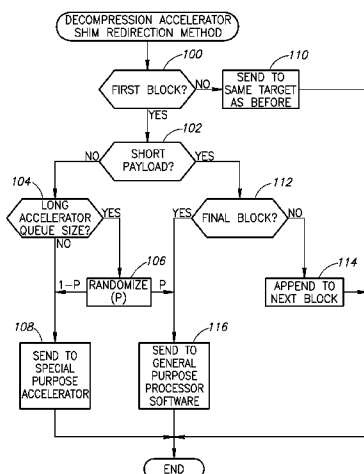 DECOMPRESSION ACCELERATOR
SHIM REDIRECTION METHOD
100
110
FIRST BLOCK?
NO
SEND TO
SAME TARGET
AS BEFORE
YES
102
NO
SHORT
PAYLOAD?
YES
104
112
LONG
ACCELERATOR
QUEUE SIZE?
YES
YES
FINAL BLOCK?
NO
NO
106
114
1-P
RANDOMIZE
(P)
P
APPEND TO
NEXT BLOCK
108
116
SEND TO
SPECIAL
PURPOSE
ACCELERATOR
SEND TO
GENERAL
PURPOSE
PROCESSOR
SOFTWARE
END